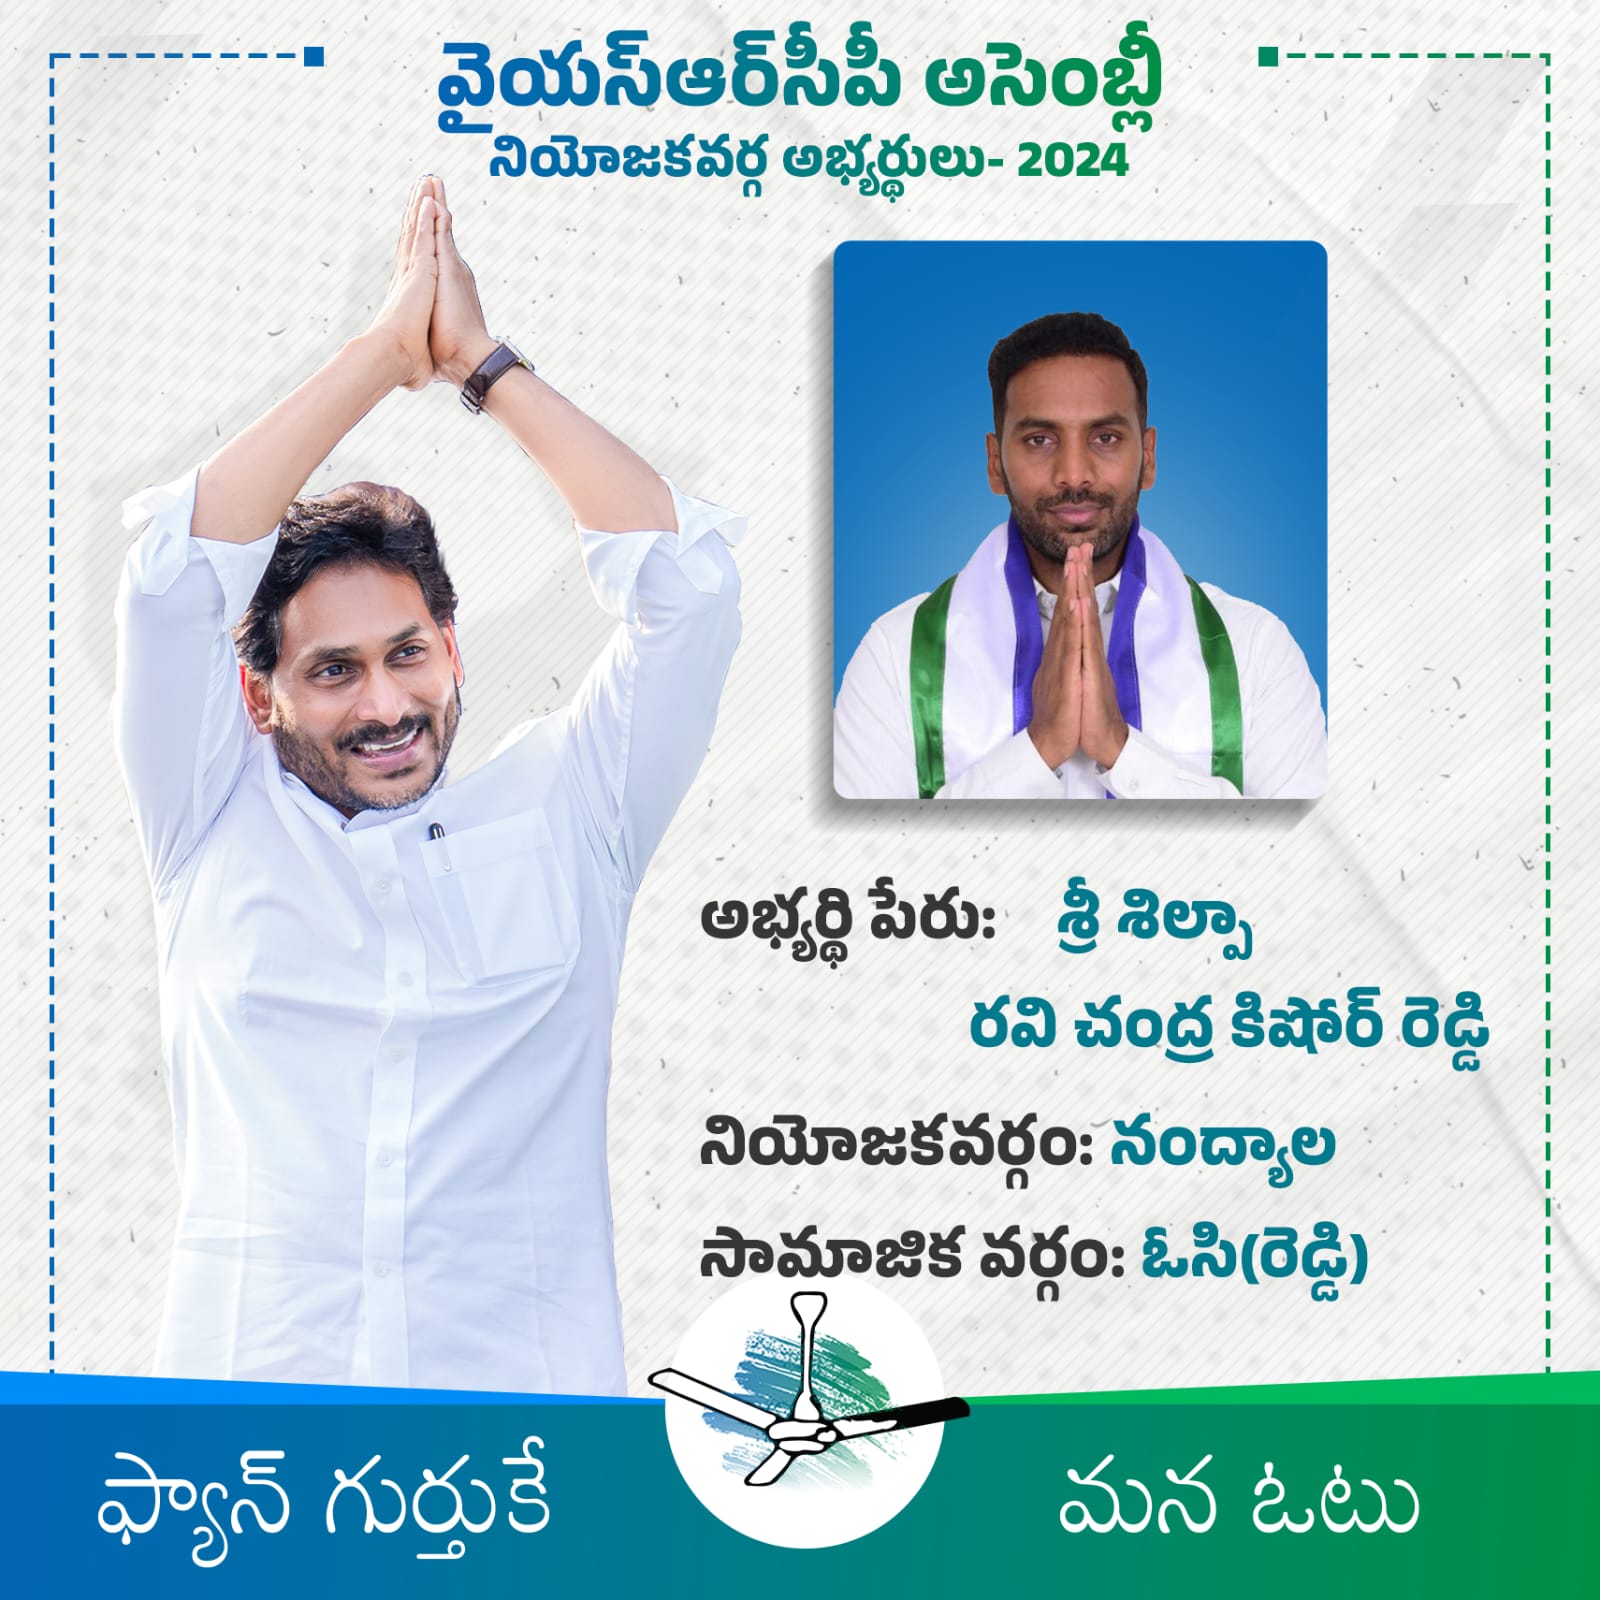 వైయస్ఆర్‌సీపీ అసెంబ్లీ
నియోజకవర్గ అభ్యర్థులు- 2024
అభ్యర్థి పేరు: శ్రీ శిల్పా
రవి చంద్ర కిషోర్ రెడ్డి
నియోజకవర్గం: నంద్యాల
సామాజిక వర్గం: ఓసి(రెడ్డి)
ఫ్యాన్ గుర్తుకే మన ఓటు